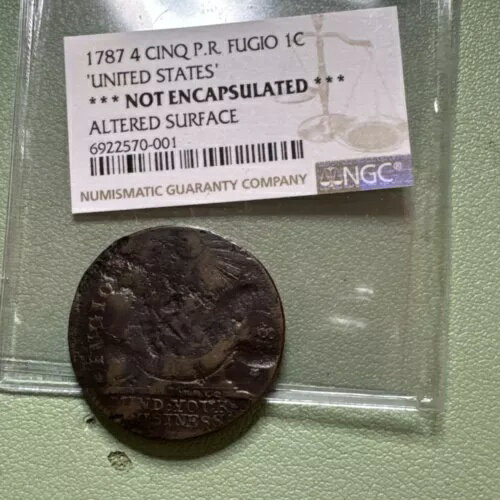 1787 4 CINQ P.R. FUGIO 1C
'UNITED STATES'
*** NOT ENCAPSULATED ***
ALTERED SURFACE
6922570-001
NUMISMATIC GUARANTY COMPANY
NGC
FUGIO
MIND YOUR
BUSINESS